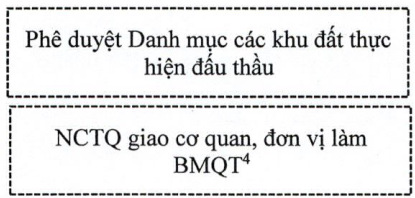 Phê duyệt Danh mục các khu đất thực
hiện đấu thầu
NCTQ giao cơ quan, đơn vị làm
BMQT⁴